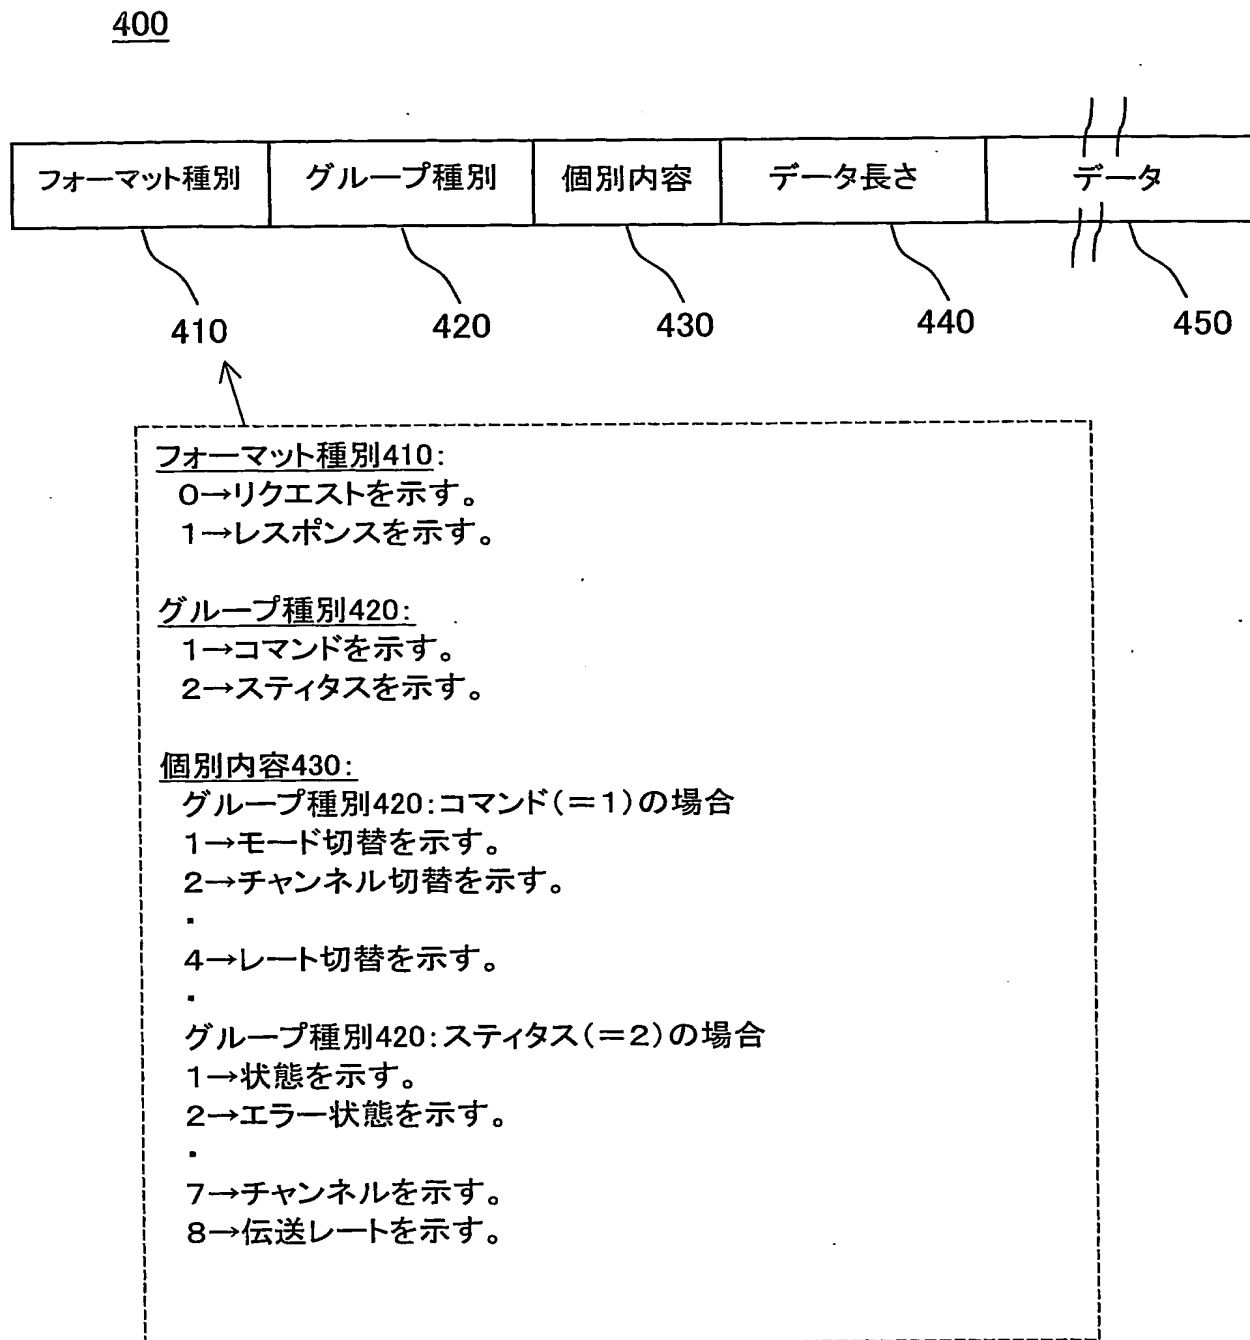 400
フォーマット種別 グループ種別 個別内容 データ長さ データ
410 420 430 440 450
フォーマット種別410:
0→リクエストを示す。
1→レスポンスを示す。
グループ種別420:
1→コマンドを示す。
2→スティタスを示す。
個別内容430:
グループ種別420:コマンド(=1)の場合
1→モード切替を示す。
2→チャンネル切替を示す。
・
4→レート切替を示す。
・
グループ種別420:スティタス(=2)の場合
1→状態を示す。
2→エラー状態を示す。
・
7→チャンネルを示す。
8→伝送レートを示す。